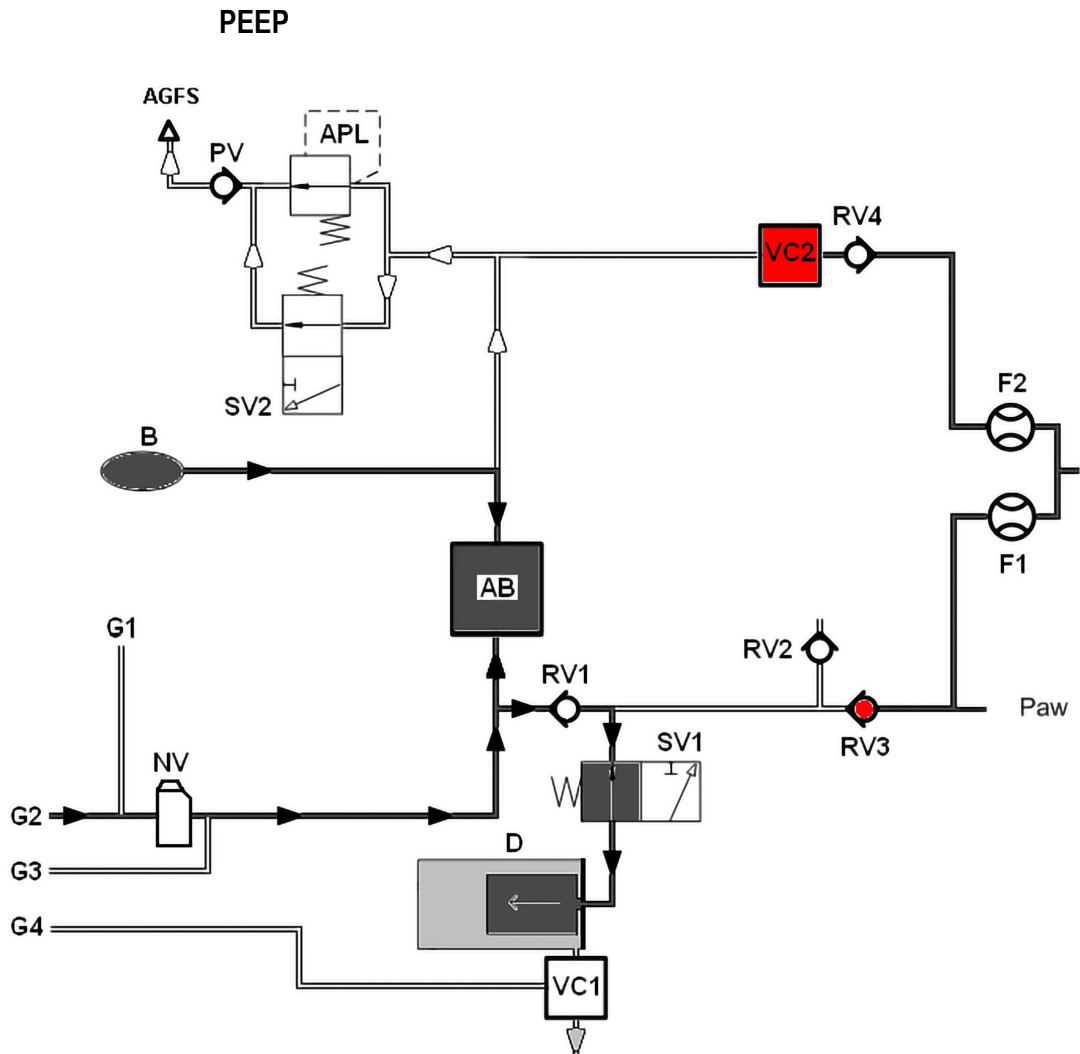 PEEP
AGFS
APL
PV
RV4
VC2
F2
SV2
B
F1
AB
G1
RV2
RV1
Paw
RV3
SV1
NV
G2
D
G3
G4
VC1